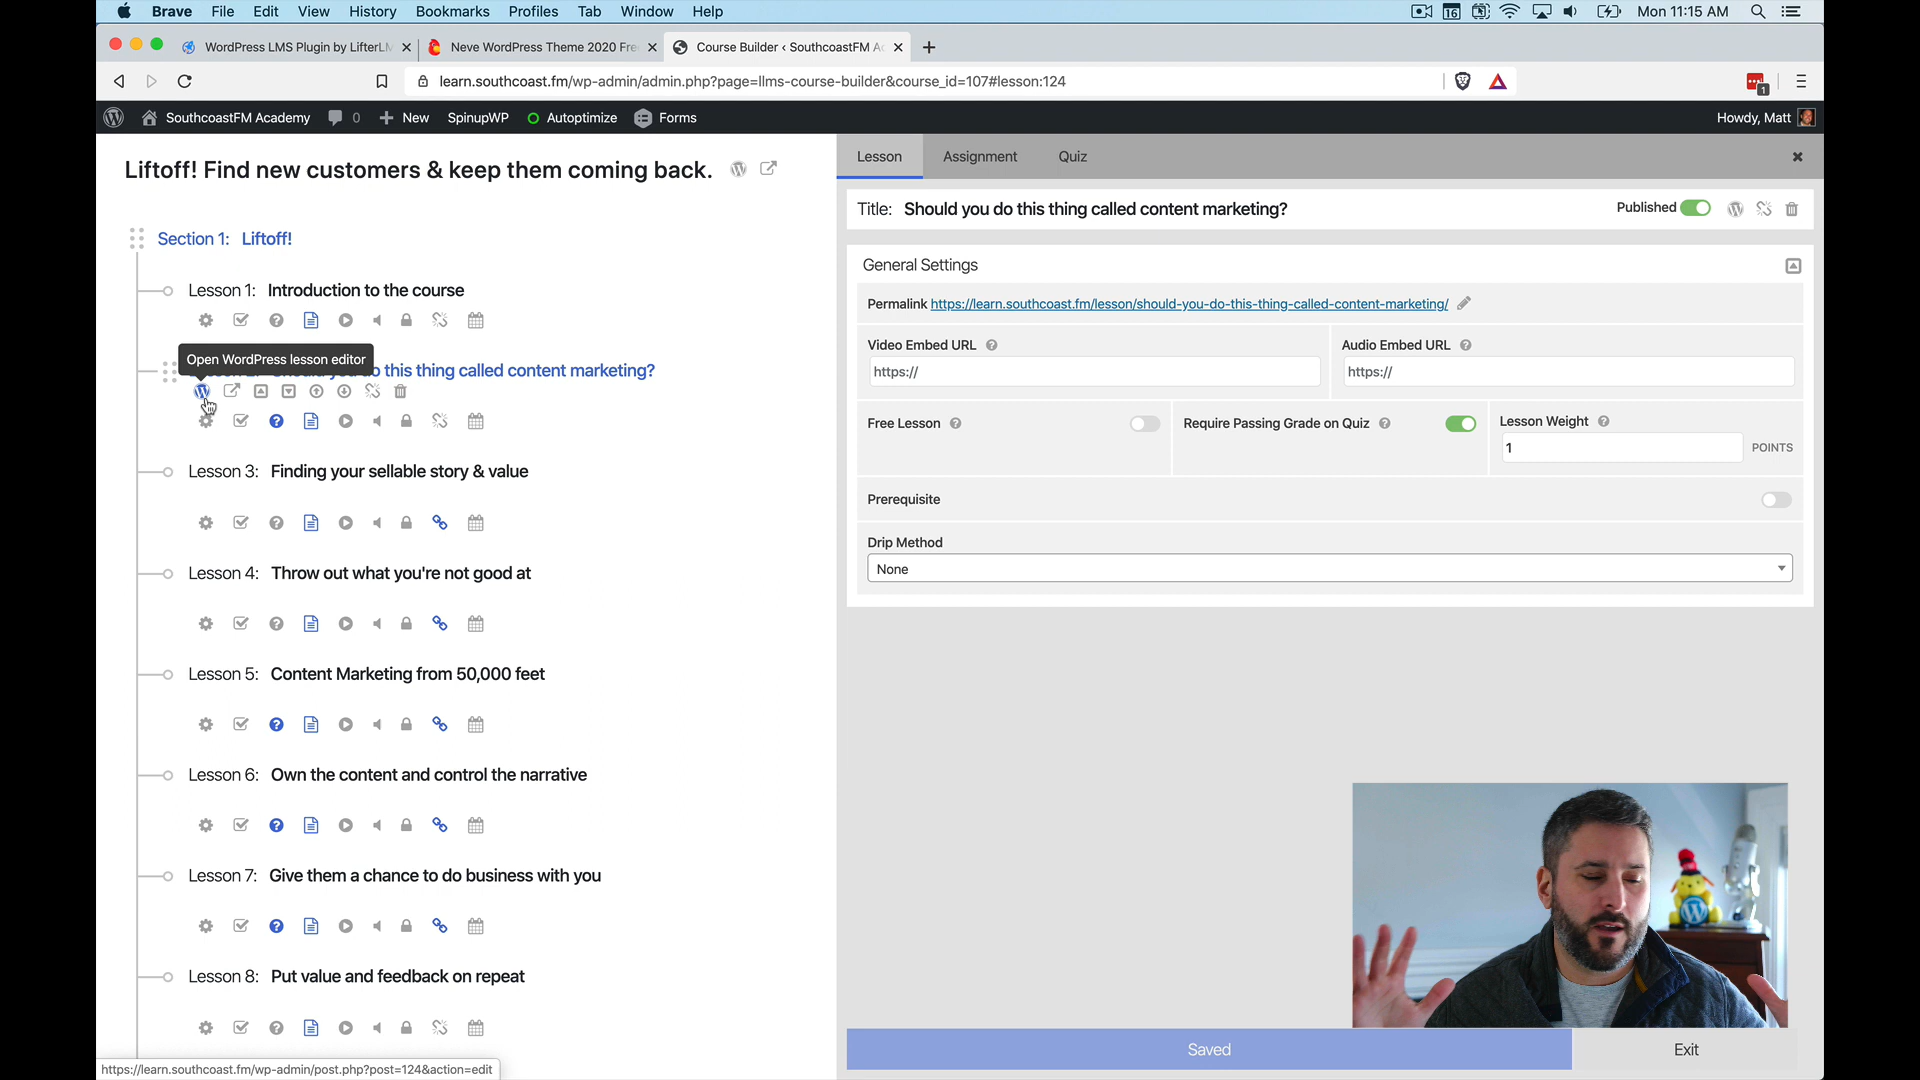 Brave File Edit View History Bookmarks Profiles Tab Window Help
16
Mon 11:15 AM
WordPress LMS Plugin by LifterLM
Neve WordPress Theme 2020 Fre
Course Builder ‹ SouthcoastFM Ac
learn.southcoast.fm/wp-admin/admin.php?page=llms-course-builder&course_id=107#lesson:124
1
SouthcoastFM Academy 0 New SpinupWP Autoptimize Forms
Howdy, Matt
Liftoff! Find new customers & keep them coming back.
Section 1: Liftoff!
Lesson 1: Introduction to the course
Open WordPress lesson editor
this thing called content marketing?
Lesson 3: Finding your sellable story & value
Lesson 4: Throw out what you're not good at
Lesson 5: Content Marketing from 50,000 feet
Lesson 6: Own the content and control the narrative
Lesson 7: Give them a chance to do business with you
Lesson 8: Put value and feedback on repeat
https://learn.southcoast.fm/wp-admin/post.php?post=124&action=edit
Lesson Assignment Quiz
Title: Should you do this thing called content marketing?
Published
General Settings
Permalink https://learn.southcoast.fm/lesson/should-you-do-this-thing-called-content-marketing/
Video Embed URL
https://
Audio Embed URL
https://
Free Lesson
Require Passing Grade on Quiz
Lesson Weight
1 POINTS
Prerequisite
Drip Method
None
Saved
Exit